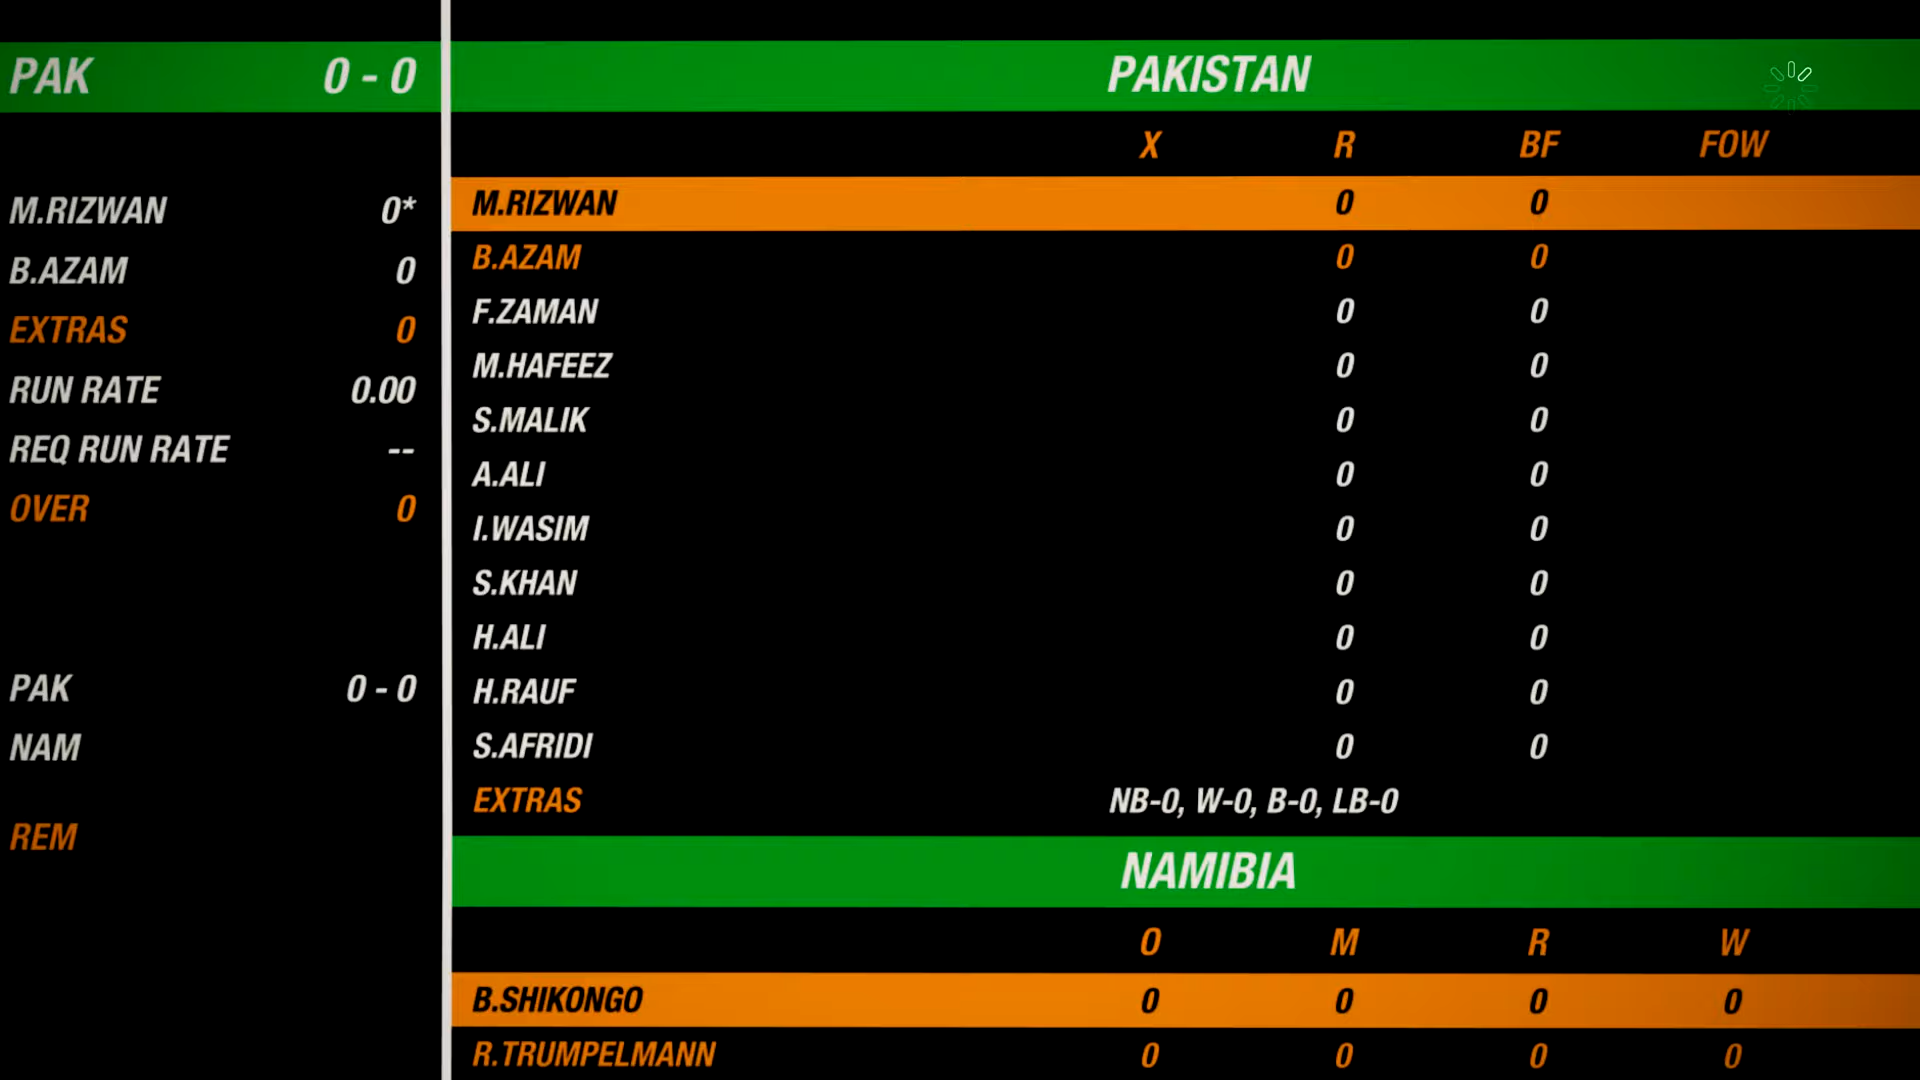 PAK 0 - 0
M.RIZWAN 0*
B.AZAM 0
EXTRAS 0
RUN RATE 0.00
REQ RUN RATE --
OVER 0
PAK 0 - 0
NAM
REM
PAKISTAN
X R BF FOW
M.RIZWAN 0 0
B.AZAM 0 0
F.ZAMAN 0 0
M.HAFEEZ 0 0
S.MALIK 0 0
A.ALI 0 0
I.WASIM 0 0
S.KHAN 0 0
H.ALI 0 0
H.RAUF 0 0
S.AFRIDI 0 0
EXTRAS NB-0, W-0, B-0, LB-0
NAMIBIA
O M R W
B.SHIKONGO 0 0 0 0
R.TRUMPELMANN 0 0 0 0